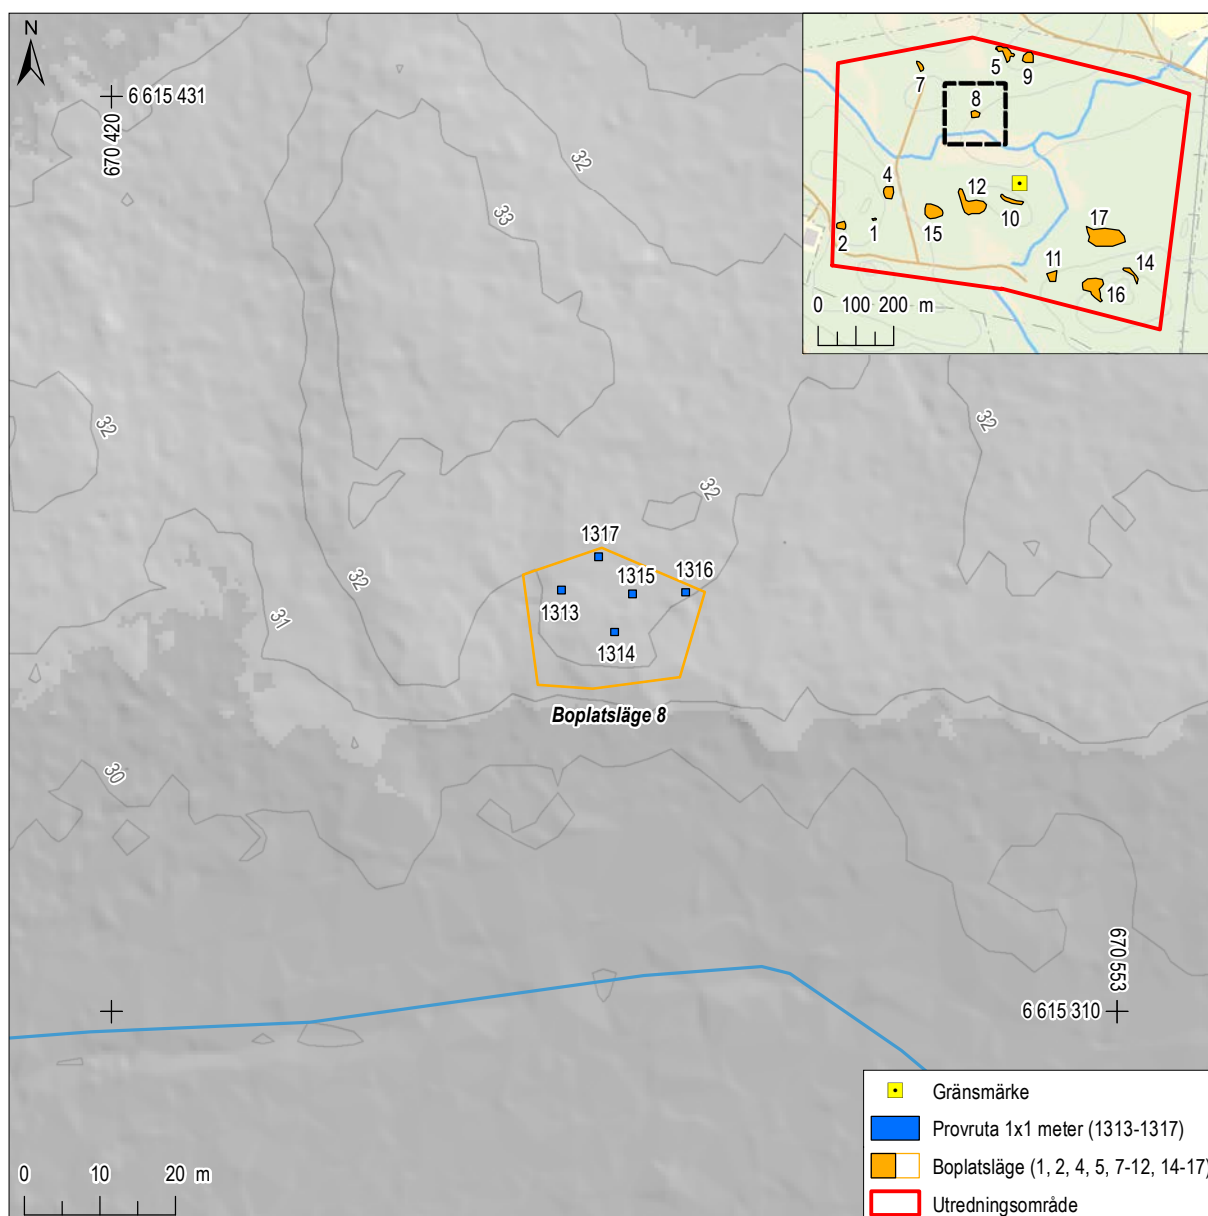 N
6 615 431
670 420
32
33
32
32
32
32
31
30
1317
1315
1316
1313
1314
Boplatsläge 8
670 553
6 615 310
0 10 20 m
5
9
7
8
4
12
10
17
2
1
15
11
14
16
0 100 200 m
Gränsmärke
Provruta 1x1 meter (1313-1317)
Boplatsläge (1, 2, 4, 5, 7-12, 14-17)
Utredningsområde